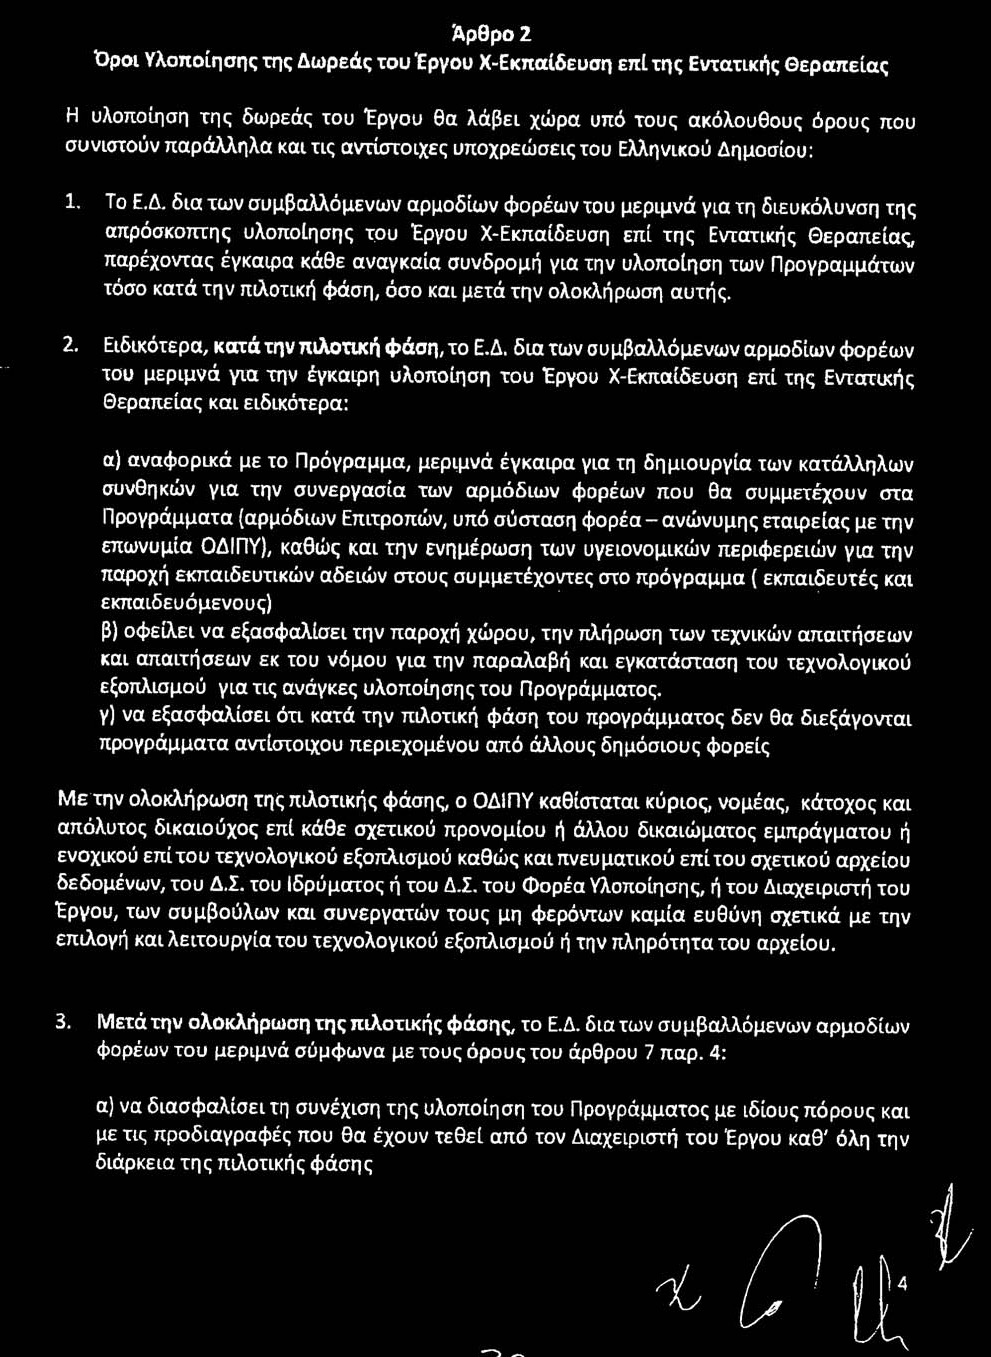 Άρθρο 2
Όροι Υλοποίησης της Δωρεάς του Έργου Χ-Εκπαίδευση επί της Εντατικής Θεραπείας
Η υλοποίηση της δωρεάς του Έργου θα λάβει χώρα υπό τους ακόλουθους όρους που
συνιστούν παράλληλα και τις αντίστοιχες υποχρεώσεις του Ελληνικού Δημοσίου:
1. Το Ε.Δ. δια των συμβαλλόμενων αρμοδίων φορέων του μεριμνά για τη διευκόλυνση της
απρόσκοπτης υλοποίησης του Έργου Χ-Εκπαίδευση επί της Εντατικής Θεραπείας,
παρέχοντας έγκαιρα κάθε αναγκαία συνδρομή για την υλοποίηση των Προγραμμάτων
τόσο κατά την πιλοτική φάση, όσο και μετά την ολοκλήρωση αυτής.
2. Ειδικότερα, κατά την πιλοτική φάση, το Ε.Δ. δια των συμβαλλόμενων αρμοδίων φορέων
του μεριμνά για την έγκαιρη υλοποίηση του Έργου Χ-Εκπαίδευση επί της Εντατικής
Θεραπείας και ειδικότερα:
α) αναφορικά με το Πρόγραμμα, μεριμνά έγκαιρα για τη δημιουργία των κατάλληλων
συνθηκών για την συνεργασία των αρμόδιων φορέων που θα συμμετέχουν στα
Προγράμματα (αρμόδιων Επιτροπών, υπό σύσταση φορέα – ανώνυμης εταιρείας με την
επωνυμία ΟΔΙΠΥ), καθώς και την ενημέρωση των υγειονομικών περιφερειών για την
παροχή εκπαιδευτικών αδειών στους συμμετέχοντες στο πρόγραμμα ( εκπαιδευτές και
εκπαιδευόμενους)
β) οφείλει να εξασφαλίσει την παροχή χώρου, την πλήρωση των τεχνικών απαιτήσεων
και απαιτήσεων εκ του νόμου για την παραλαβή και εγκατάσταση του τεχνολογικού
εξοπλισμού για τις ανάγκες υλοποίησης του Προγράμματος.
γ) να εξασφαλίσει ότι κατά την πιλοτική φάση του προγράμματος δεν θα διεξάγονται
προγράμματα αντίστοιχου περιεχομένου από άλλους δημόσιους φορείς
Με την ολοκλήρωση της πιλοτικής φάσης, ο ΟΔΙΠΥ καθίσταται κύριος, νομέας, κάτοχος και
απόλυτος δικαιούχος επί κάθε σχετικού προνομίου ή άλλου δικαιώματος εμπράγματου ή
ενοχικού επί του τεχνολογικού εξοπλισμού καθώς και πνευματικού επί του σχετικού αρχείου
δεδομένων, του Δ.Σ. του Ιδρύματος ή του Δ.Σ. του Φορέα Υλοποίησης, ή του Διαχειριστή του
Έργου, των συμβούλων και συνεργατών τους μη φερόντων καμία ευθύνη σχετικά με την
επιλογή και λειτουργία του τεχνολογικού εξοπλισμού ή την πληρότητα του αρχείου.
3. Μετά την ολοκλήρωση της πιλοτικής φάσης, το Ε.Δ. δια των συμβαλλόμενων αρμοδίων
φορέων του μεριμνά σύμφωνα με τους όρους του άρθρου 7 παρ. 4:
α) να διασφαλίσει τη συνέχιση της υλοποίηση του Προγράμματος με ιδίους πόρους και
με τις προδιαγραφές που θα έχουν τεθεί από τον Διαχειριστή του Έργου καθ' όλη την
διάρκεια της πιλοτικής φάσης
4